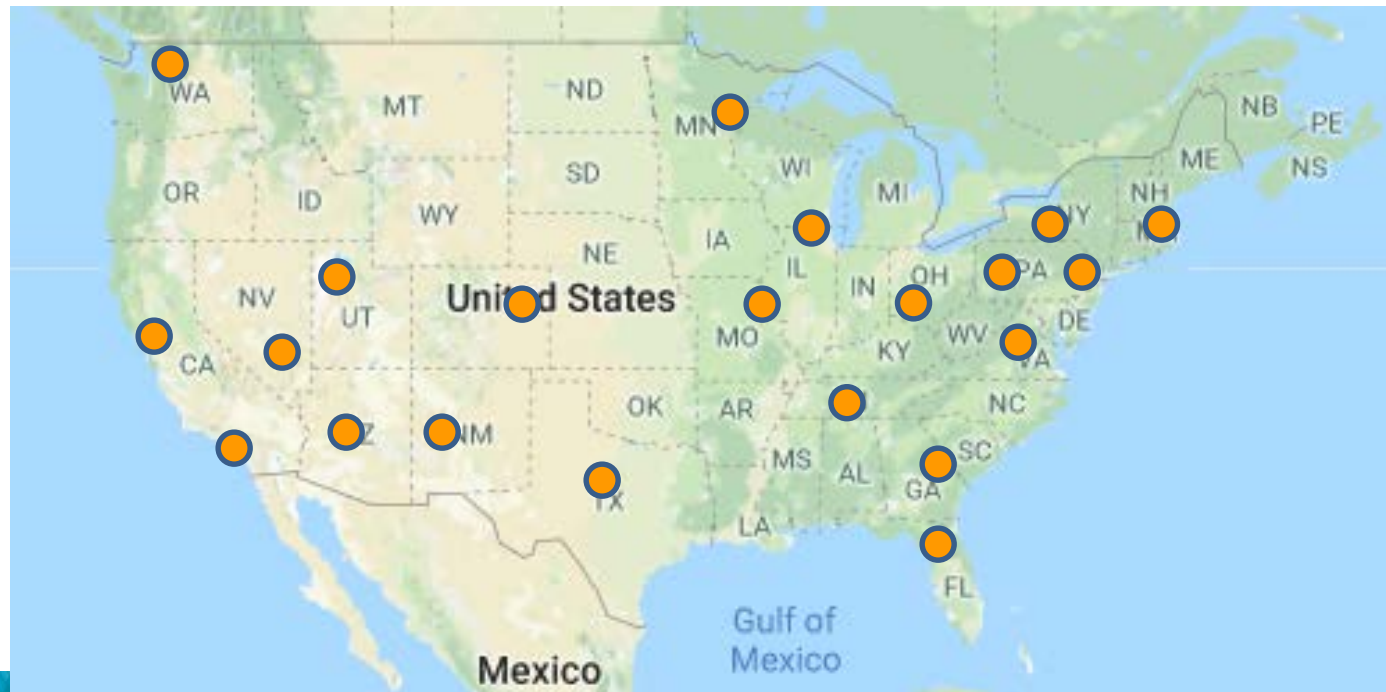 WA
MT
ND
MN
NB
PE
ME
NS
OR
ID
SD
WI
MI
NH
WY
NY
IA
NE
NV
UT
IL
IN
OH
PA
United States
CA
MO
KY
WV
DE
VA
OK
AR
NC
NM
MS
AL
SC
GA
TX
LA
FL
Gulf of
Mexico
Mexico